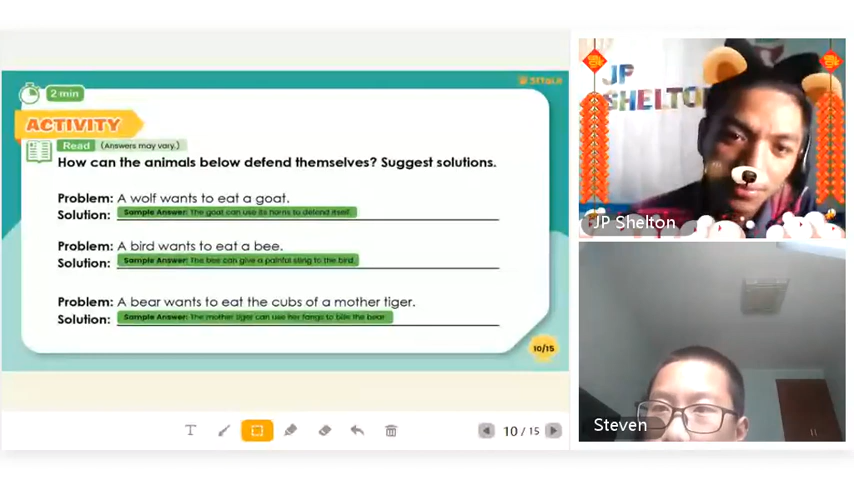 51Talk
2 min
ACTIVITY
Read (Answers may vary.)
How can the animals below defend themselves? Suggest solutions.
Problem: A wolf wants to eat a goat.
Solution: Sample Answer: The goat can use its horns to defend itself.
Problem: A bird wants to eat a bee.
Solution: Sample Answer: The bee can give a painful sting to the bird.
Problem: A bear wants to eat the cubs of a mother tiger.
Solution: Sample Answer: The mother tiger can use her fangs to bite the bear.
10/15
T
10 / 15
JP
SHELTON
JP Shelton
Steven